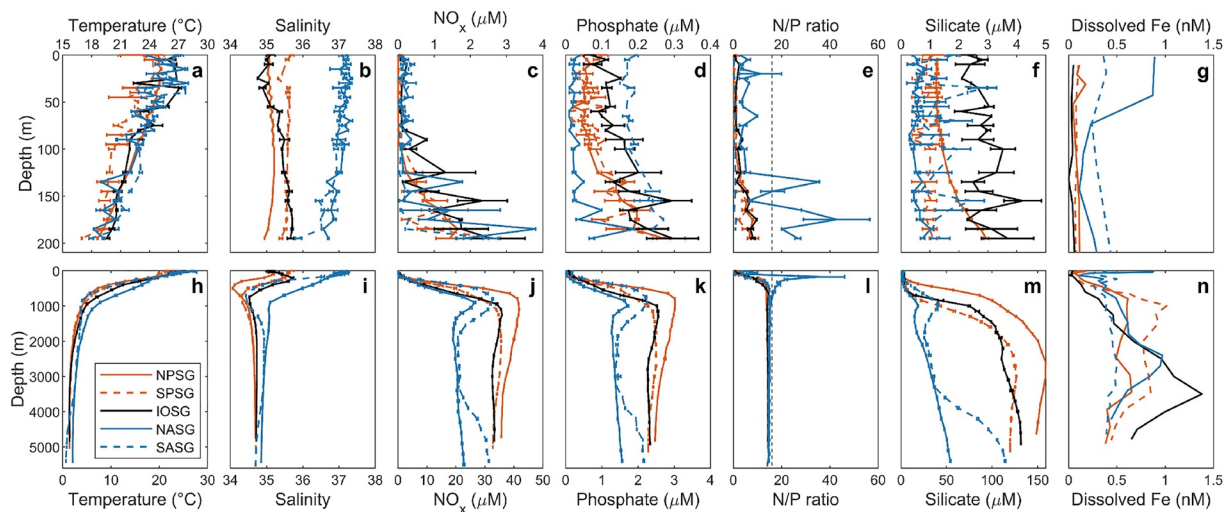 Temperature (°C) Salinity NOx (μM) Phosphate (μM) N/P ratio Silicate (μM) Dissolved Fe (nM)
15 18 21 24 27 30 34 35 36 37 38 0 1 2 3 4 0 0.1 0.2 0.3 0.4 0 20 40 60 0 1 2 3 4 5 0 0.5 1 1.5
Depth (m)
0
50
100
150
200
a b c d e f g
Depth (m)
0
1000
2000
3000
4000
5000
h i j k l m n
NPSG
SPSG
IOSG
NASG
SASG
0 10 20 30 34 35 36 37 38 0 10 20 30 40 50 0 1 2 3 4 0 20 40 60 0 50 100 150 0 0.5 1 1.5
Temperature (°C) Salinity NOx (μM) Phosphate (μM) N/P ratio Silicate (μM) Dissolved Fe (nM)